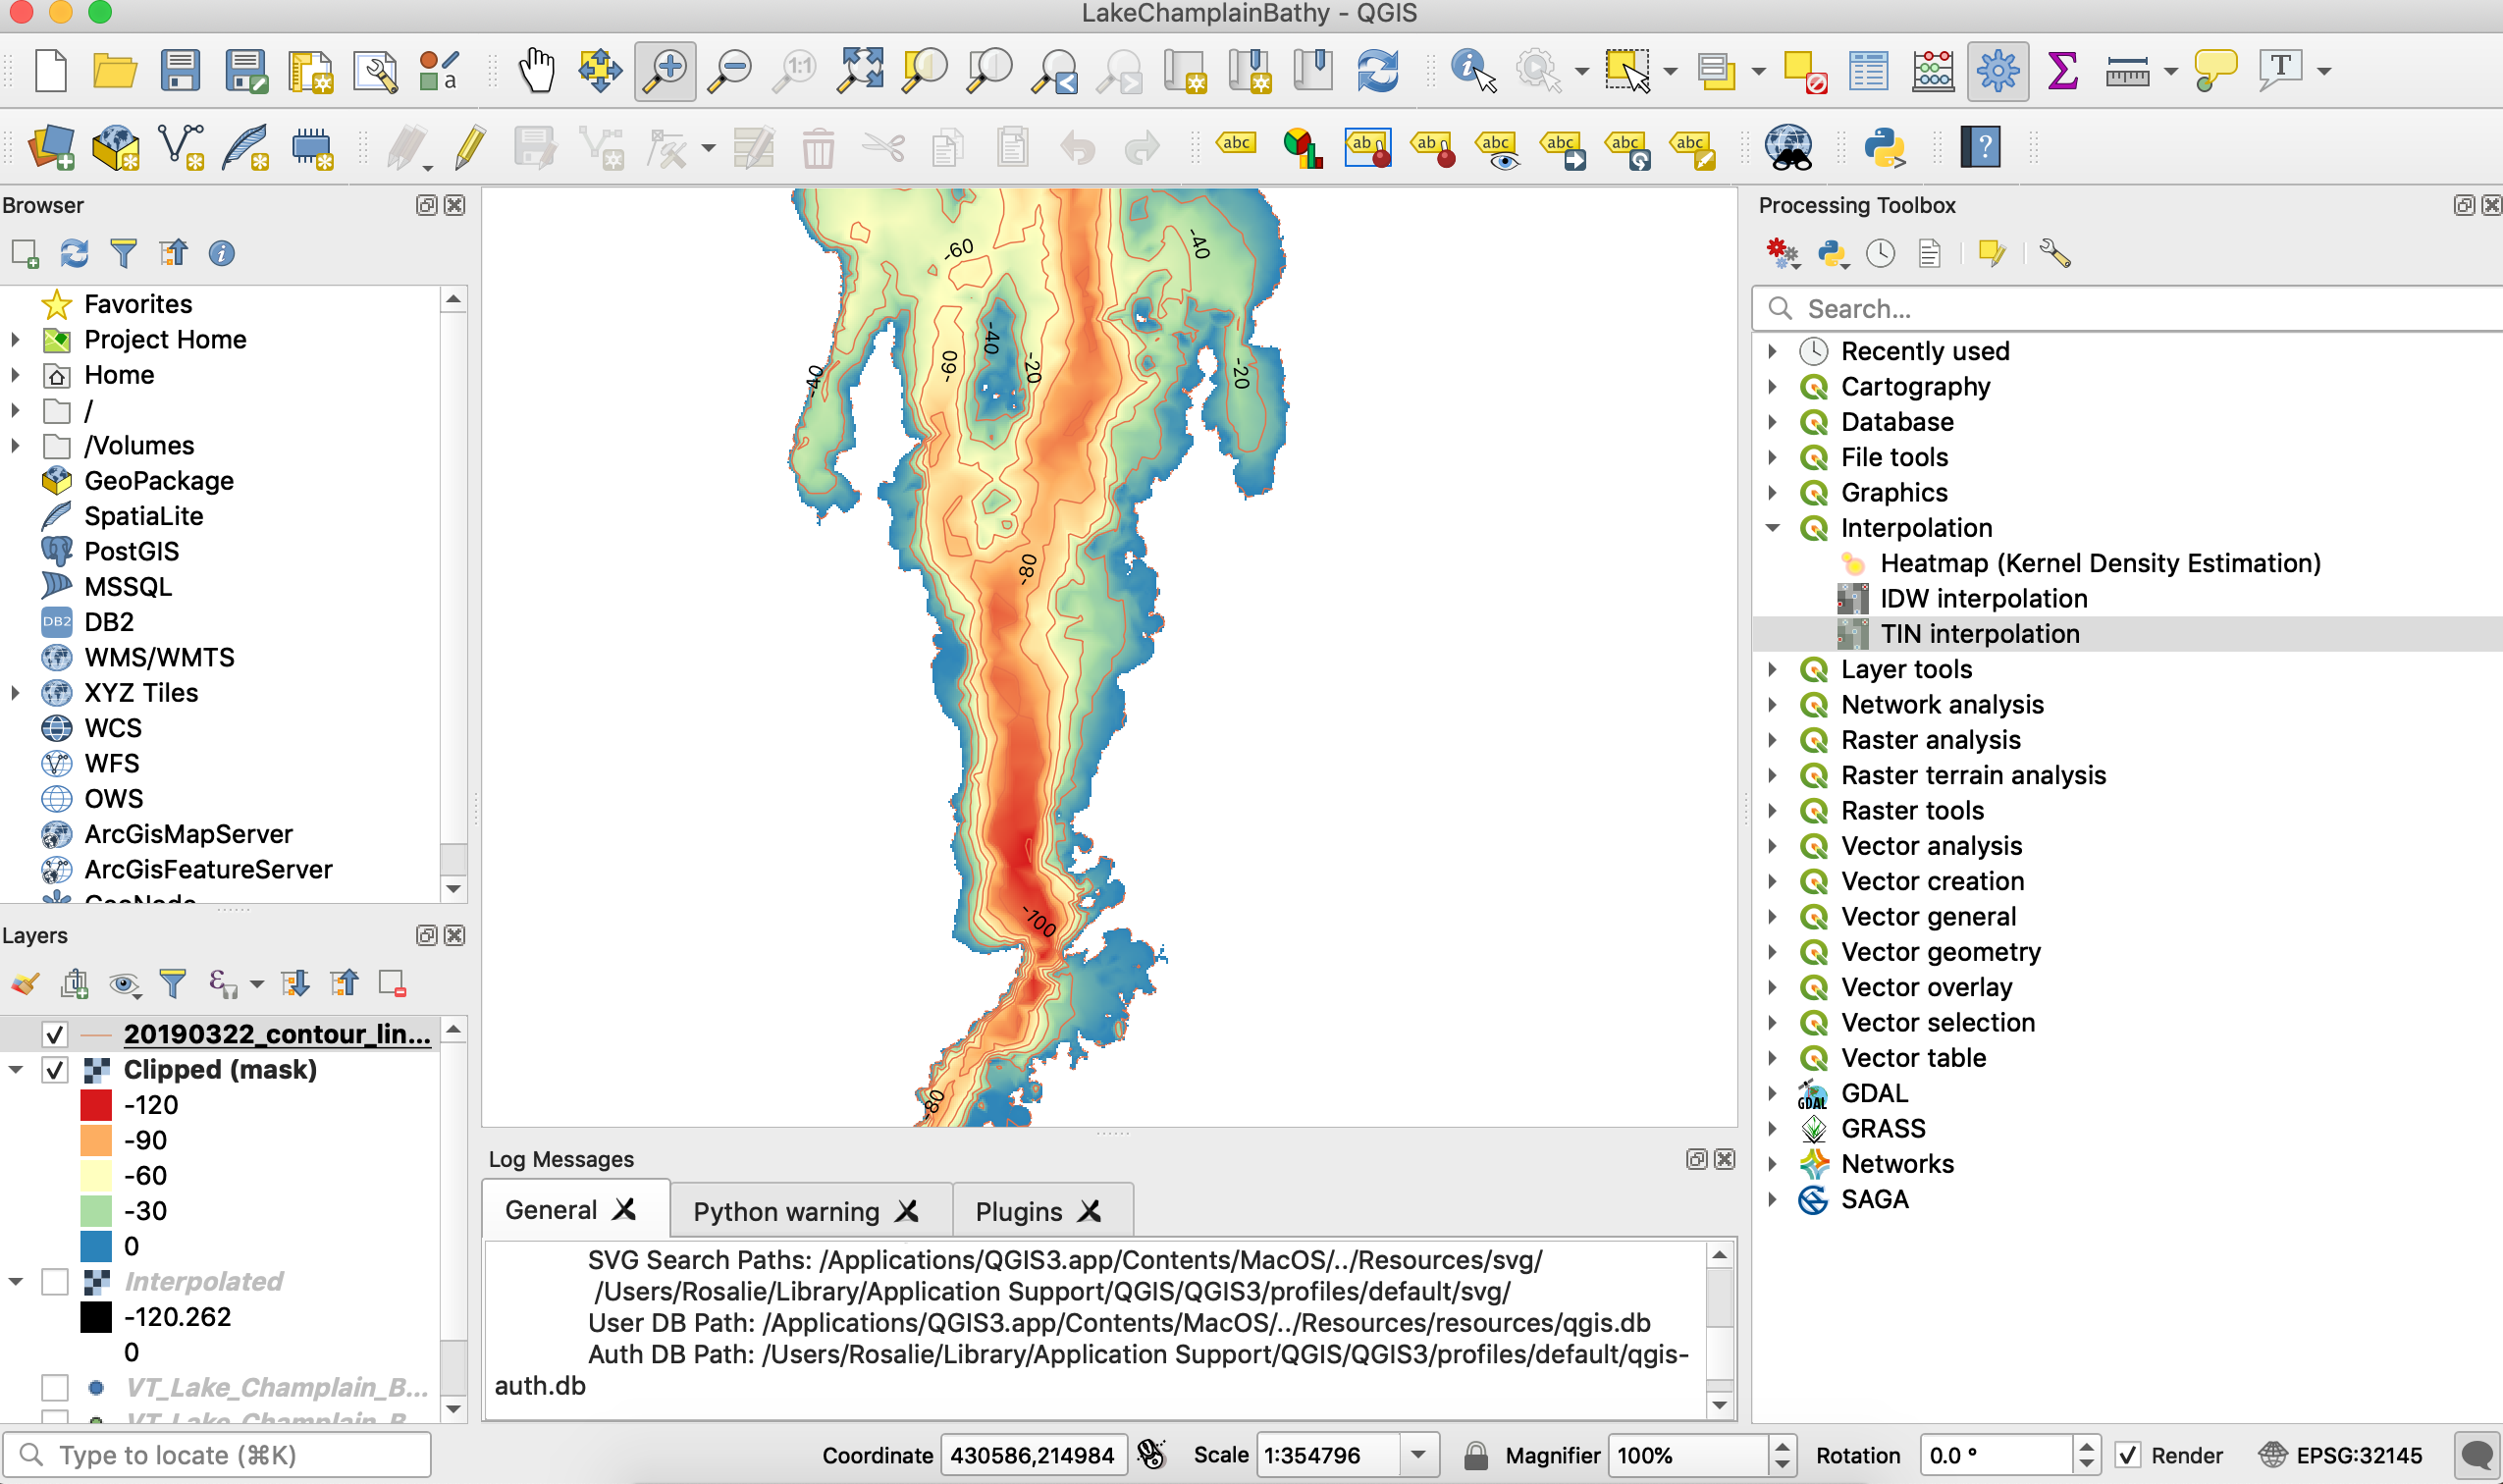 LakeChamplainBathy - QGIS
Browser
Favorites
Project Home
Home
/
/Volumes
GeoPackage
SpatiaLite
PostGIS
MSSQL
DB2
DB2
WMS/WMTS
XYZ Tiles
WCS
WFS
OWS
ArcGisMapServer
ArcGisFeatureServer
GeoNode
Layers
20190322_contour_lin...
Clipped (mask)
-120
-90
-60
-30
0
Interpolated
-120.262
0
VT_Lake_Champlain_B...
VT_Lake_Champlain_B
Type to locate (⌘K)
-60
-40
-40
-60
-20
-40
-20
-80
-100
-80
Log Messages
General
Python warning
Plugins
SVG Search Paths: /Applications/QGIS3.app/Contents/MacOS/../Resources/svg/
/Users/Rosalie/Library/Application Support/QGIS/QGIS3/profiles/default/svg/
User DB Path: /Applications/QGIS3.app/Contents/MacOS/../Resources/resources/qgis.db
Auth DB Path: /Users/Rosalie/Library/Application Support/QGIS/QGIS3/profiles/default/qgis-
auth.db
Processing Toolbox
Search...
Recently used
Cartography
Database
File tools
Graphics
Interpolation
Heatmap (Kernel Density Estimation)
IDW interpolation
TIN interpolation
Layer tools
Network analysis
Raster analysis
Raster terrain analysis
Raster tools
Vector analysis
Vector creation
Vector general
Vector geometry
Vector overlay
Vector selection
Vector table
GDAL
GDAL
GRASS
Networks
SAGA
Coordinate 430586,214984 Scale 1:354796 Magnifier 100% Rotation 0.0 ° Render EPSG:32145